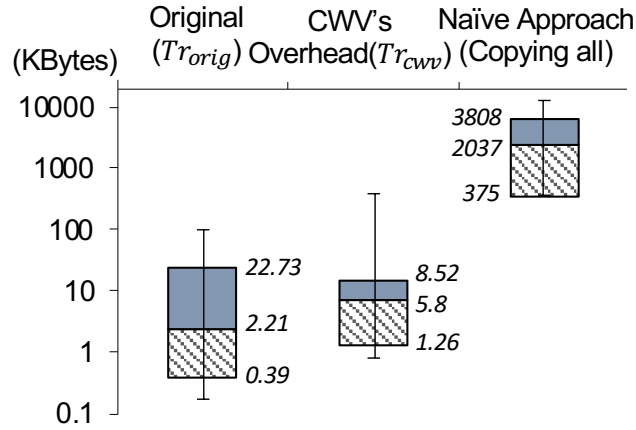 Original
(Tr_orig)
CWV's
Overhead(Tr_cwv)
Naïve Approach
(Copying all)
(KBytes)
10000
1000
100
10
1
0.1
22.73
2.21
0.39
8.52
5.8
1.26
3808
2037
375